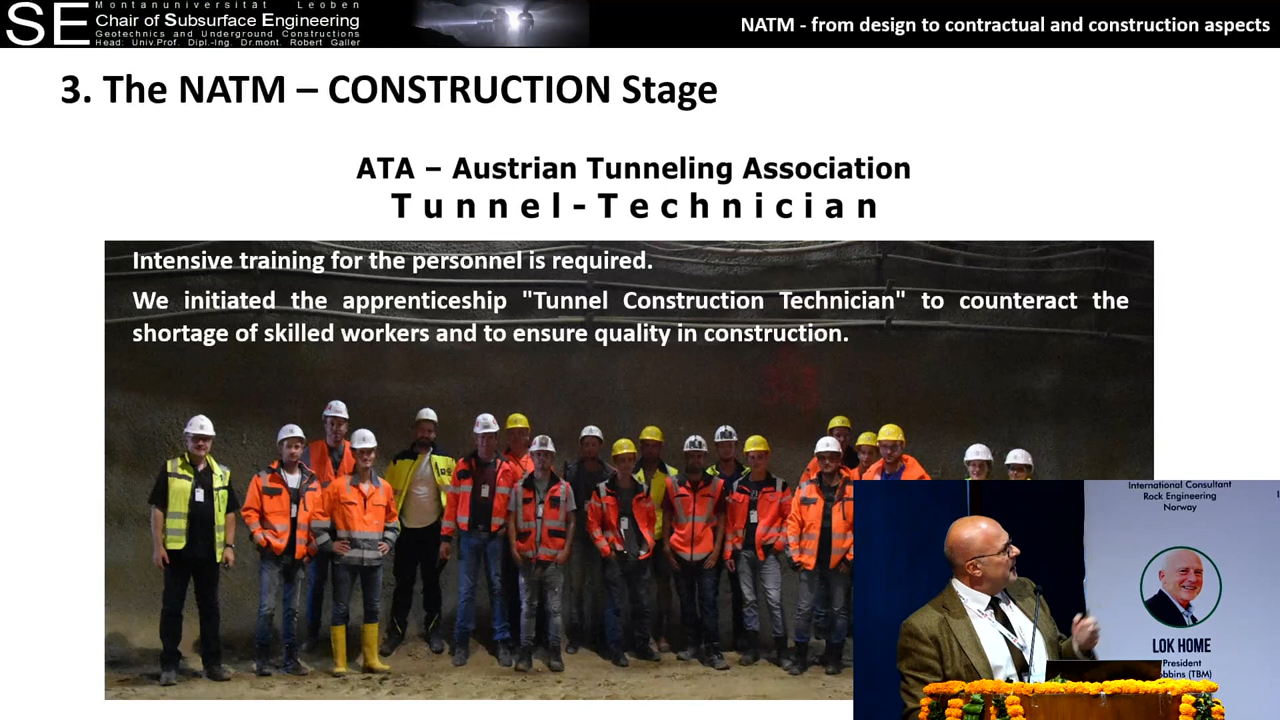 SE
Montanuniversität Leoben
Chair of Subsurface Engineering
Geotechnics and Underground Constructions
Head: Univ.Prof. Dipl.-Ing. Dr.mont. Robert Galler
NATM - from design to contractual and construction aspects
3. The NATM – CONSTRUCTION Stage
ATA – Austrian Tunneling Association
Tunnel-Technician
Intensive training for the personnel is required.
We initiated the apprenticeship "Tunnel Construction Technician" to counteract the
shortage of skilled workers and to ensure quality in construction.
International Consultant
Rock Engineering
Norway
LOK HOME
President
bbins (TBM)